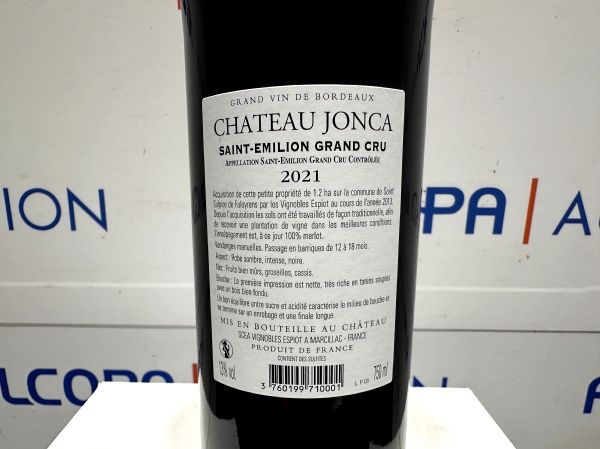 GRAND VIN DE BORDEAUX
CHATEAU JONCA
SAINT-EMILION GRAND CRU
APPELLATION SAINT-EMILION GRAND CRU CONTRÔLÉE
2021
Acquisition de cette petite propriété de 1.2 ha sur la commune de Saint
Sulpice de Faleyrens par les Vignobles Espiot au cours de l'année 2013.
Depuis l'acquisition les sols ont été travaillés de façon traditionnelle, afin
de recevoir une plantation de vigne dans les meilleures conditions.
L'encépagement est, à ce jour 100% merlot.
Vendanges manuelles. Passage en barriques de 12 à 18 mois.
Aspect : Robe sombre, intense, noire.
Nez : Fruits bien mûrs, groseilles, cassis.
Bouche : La première impression est nette, très riche en tanins souples
avec un bois bien fondu.
Un bon équilibre entre sucre et acidité caractérise le milieu de bouche et
se termine sur un enrobage et une finale longue.
MIS EN BOUTEILLE AU CHÂTEAU
SCEA VIGNOBLES ESPIOT A MARCILLAC - FRANCE
PRODUIT DE FRANCE
CONTIENT DES SULFITES
13% vol.
3 760199 710001
L P 09
750 ml
NATION
ALCOPA
ALCOPA AUCTION
ALCOPA
AUCTION